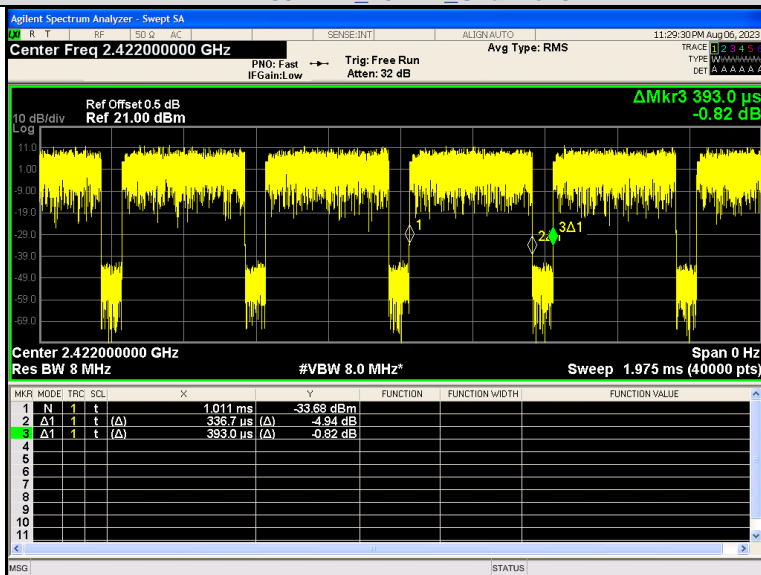 Agilent Spectrum Analyzer - Swept SA
LXI R T RF 50 Ω AC SENSE:INT ALIGN AUTO 11:29:30 PM Aug 06, 2023
Center Freq 2.422000000 GHz Avg Type: RMS TRACE 1 2 3 4 5 6
PNO: Fast Trig: Free Run TYPE W
IFGain:Low Atten: 32 dB DET A A A A A
ΔMkr3 393.0 µs
-0.82 dB
Ref Offset 0.5 dB
10 dB/div Ref 21.00 dBm
Log
11.0
1.00
-9.00
-19.0
-29.0
-39.0
-49.0
-59.0
-69.0
1
3Δ1
Center 2.422000000 GHz Span 0 Hz
Res BW 8 MHz #VBW 8.0 MHz* Sweep 1.975 ms (40000 pts)
MKR MODE TRC SCL X Y FUNCTION FUNCTION WIDTH FUNCTION VALUE
1 N 1 t 1.011 ms -33.68 dBm
2 Δ1 1 t (Δ) 336.7 µs (Δ) -4.94 dB
3 Δ1 1 t (Δ) 393.0 µs (Δ) -0.82 dB
4
5
6
7
8
9
10
11
MSG STATUS